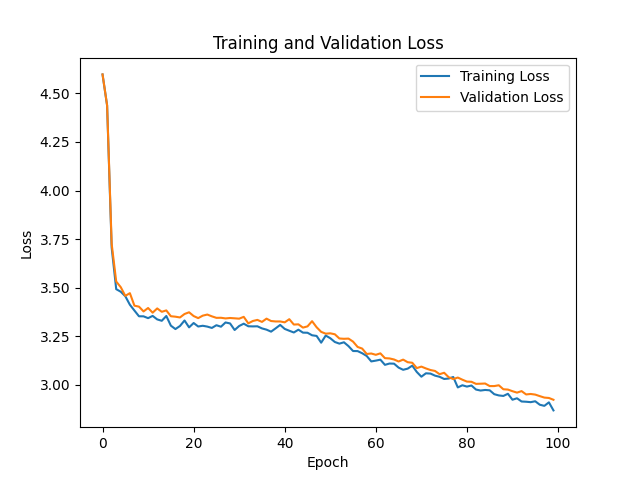 Training and Validation Loss
Training Loss
Validation Loss
4.50
4.25
4.00
3.75
3.50
3.25
3.00
Loss
0 20 40 60 80 100
Epoch